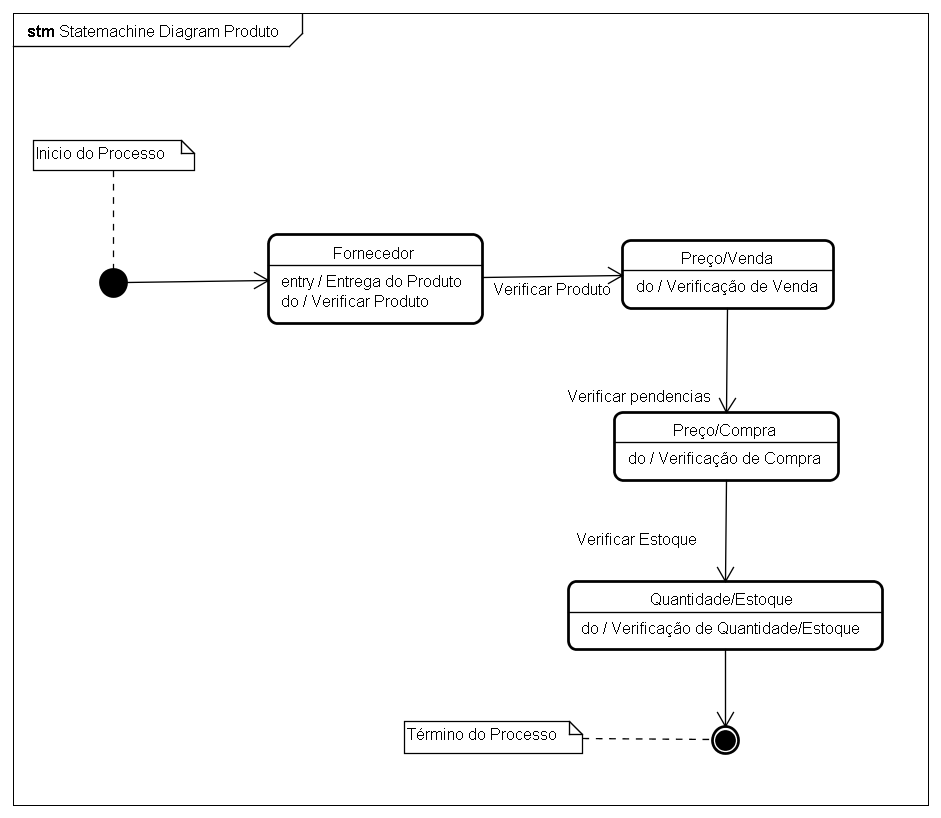 stm Statemachine Diagram Produto
Inicio do Processo
Fornecedor
entry / Entrega do Produto
do / Verificar Produto
Verificar Produto
Preço/Venda
do / Verificação de Venda
Verificar pendencias
Preço/Compra
do / Verificação de Compra
Verificar Estoque
Quantidade/Estoque
do / Verificação de Quantidade/Estoque
Término do Processo